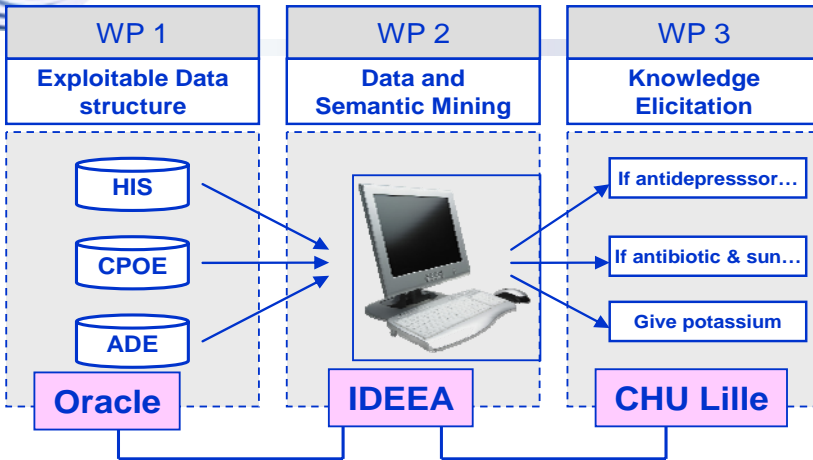 WP 1
WP 2
WP 3
Exploitable Data
structure
Data and
Semantic Mining
Knowledge
Elicitation
HIS
CPOE
ADE
If antidepresssor…
If antibiotic & sun…
Give potassium
Oracle
IDEEA
CHU Lille